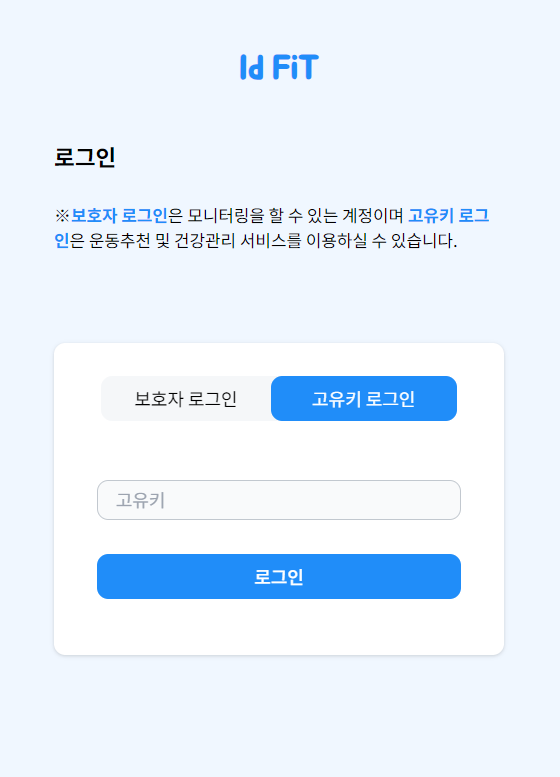 Id FiT
로그인
※보호자 로그인은 모니터링을 할 수 있는 계정이며 고유키 로그
인은 운동추천 및 건강관리 서비스를 이용하실 수 있습니다.
보호자 로그인
고유키 로그인
고유키
로그인